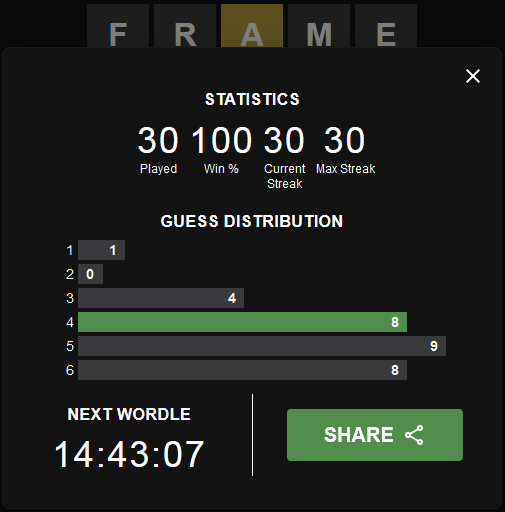 F R A M E
STATISTICS
30 100 30 30
Played Win % Current Streak Max Streak
GUESS DISTRIBUTION
1 1
2 0
3 4
4 8
5 9
6 8
NEXT WORDLE
14:43:07
SHARE